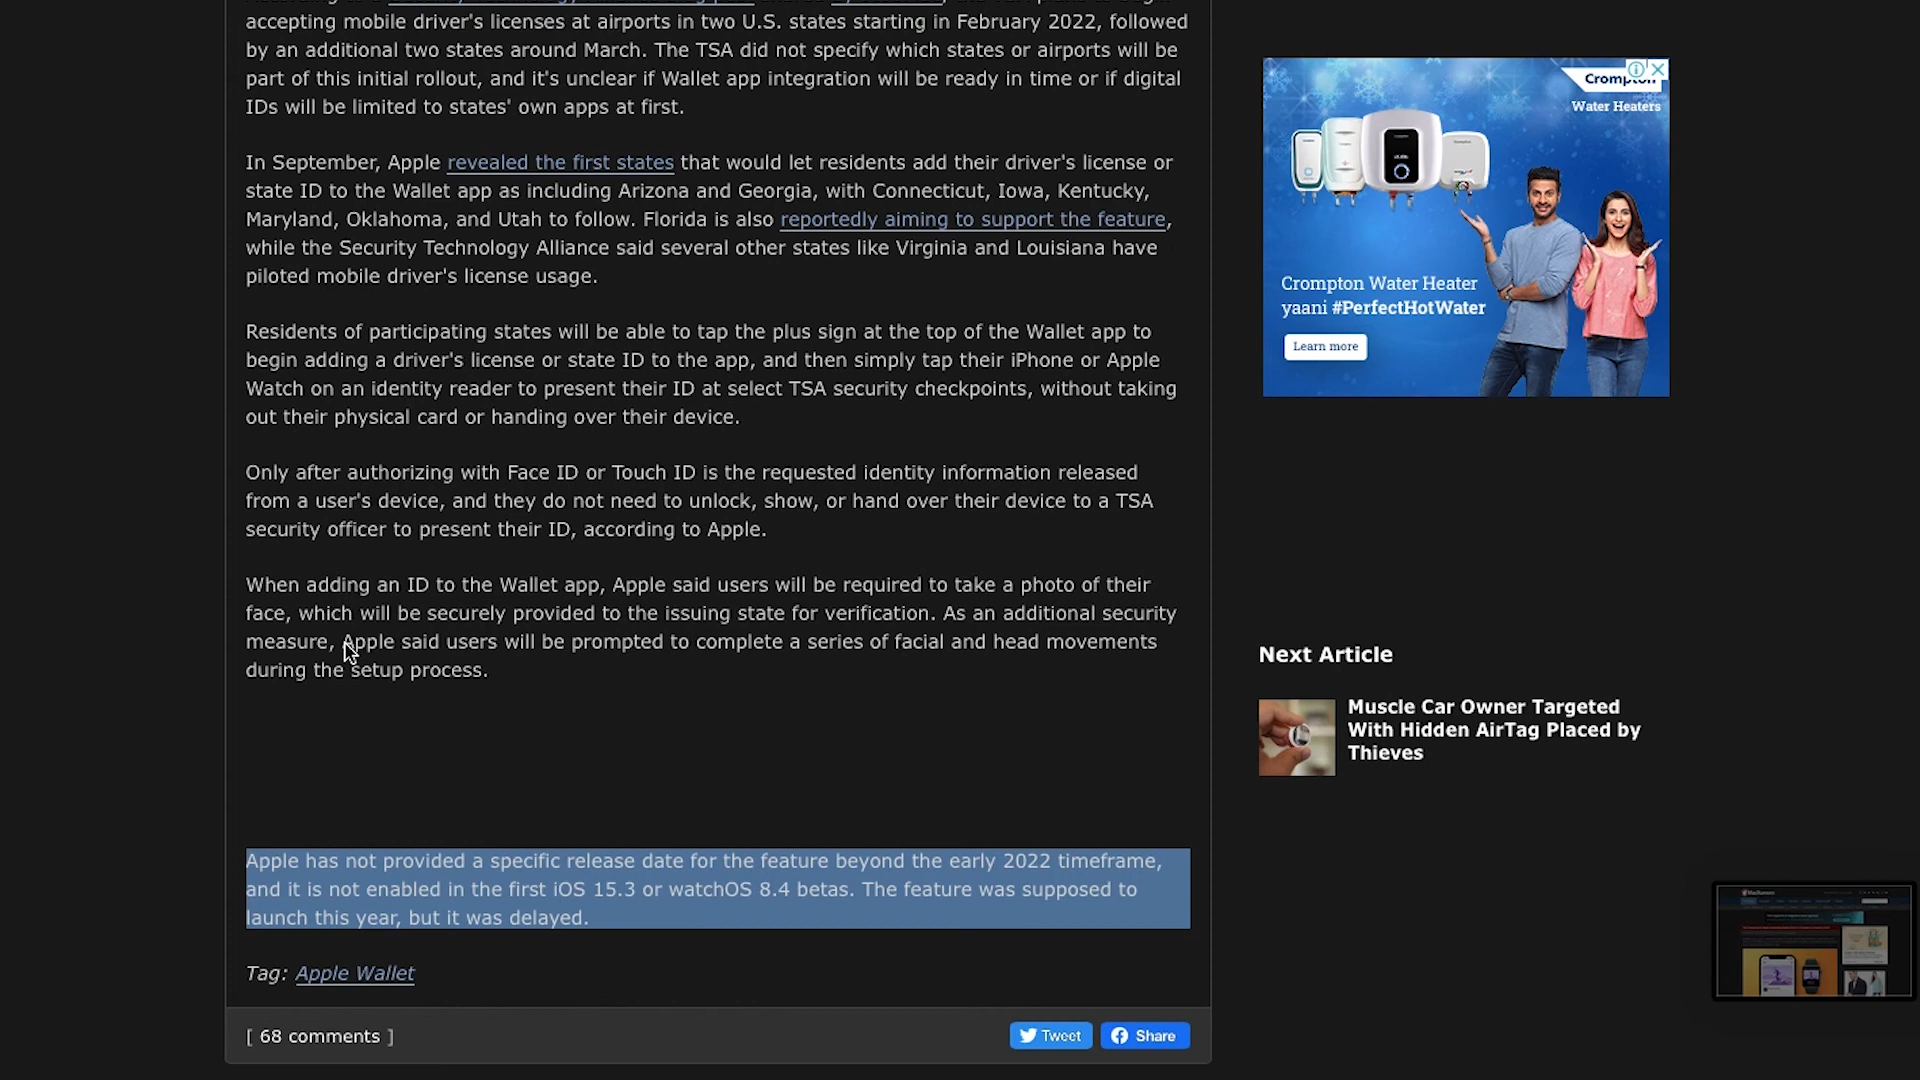 accepting mobile driver's licenses at airports in two U.S. states starting in February 2022, followed
by an additional two states around March. The TSA did not specify which states or airports will be
part of this initial rollout, and it's unclear if Wallet app integration will be ready in time or if digital
IDs will be limited to states' own apps at first.
In September, Apple revealed the first states that would let residents add their driver's license or
state ID to the Wallet app as including Arizona and Georgia, with Connecticut, Iowa, Kentucky,
Maryland, Oklahoma, and Utah to follow. Florida is also reportedly aiming to support the feature,
while the Security Technology Alliance said several other states like Virginia and Louisiana have
piloted mobile driver's license usage.
Residents of participating states will be able to tap the plus sign at the top of the Wallet app to
begin adding a driver's license or state ID to the app, and then simply tap their iPhone or Apple
Watch on an identity reader to present their ID at select TSA security checkpoints, without taking
out their physical card or handing over their device.
Only after authorizing with Face ID or Touch ID is the requested identity information released
from a user's device, and they do not need to unlock, show, or hand over their device to a TSA
security officer to present their ID, according to Apple.
When adding an ID to the Wallet app, Apple said users will be required to take a photo of their
face, which will be securely provided to the issuing state for verification. As an additional security
measure, Apple said users will be prompted to complete a series of facial and head movements
during the setup process.
Apple has not provided a specific release date for the feature beyond the early 2022 timeframe,
and it is not enabled in the first iOS 15.3 or watchOS 8.4 betas. The feature was supposed to
launch this year, but it was delayed.
Tag: Apple Wallet
[ 68 comments ]
Tweet
Share
Crompton
Water Heaters
Crompton Water Heater
yaani #PerfectHotWater
Learn more
Next Article
Muscle Car Owner Targeted
With Hidden AirTag Placed by
Thieves